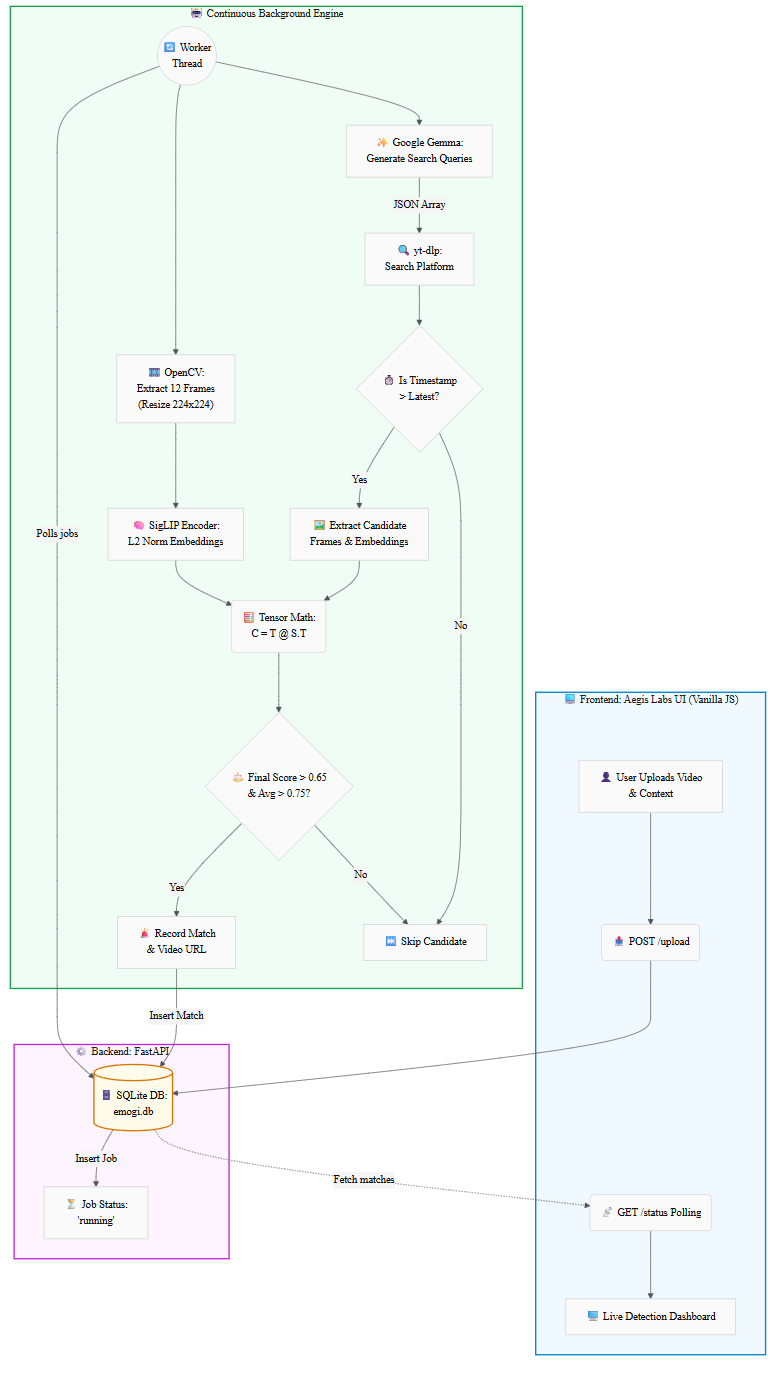 Continuous Background Engine
Worker
Thread
Google Gemma:
Generate Search Queries
JSON Array
yt-dlp:
Search Platform
OpenCV:
Extract 12 Frames
(Resize 224x224)
Is Timestamp
> Latest?
Yes
Polls jobs
SigLIP Encoder:
L2 Norm Embeddings
Extract Candidate
Frames & Embeddings
Tensor Math:
C = T @ S.T
No
Final Score > 0.65
& Avg > 0.75?
Yes
No
Record Match
& Video URL
Skip Candidate
Insert Match
Frontend: Aegis Labs UI (Vanilla JS)
User Uploads Video
& Context
POST /upload
Backend: FastAPI
SQLite DB:
emogi.db
Insert Job
Job Status:
'running'
Fetch matches
GET /status Polling
Live Detection Dashboard